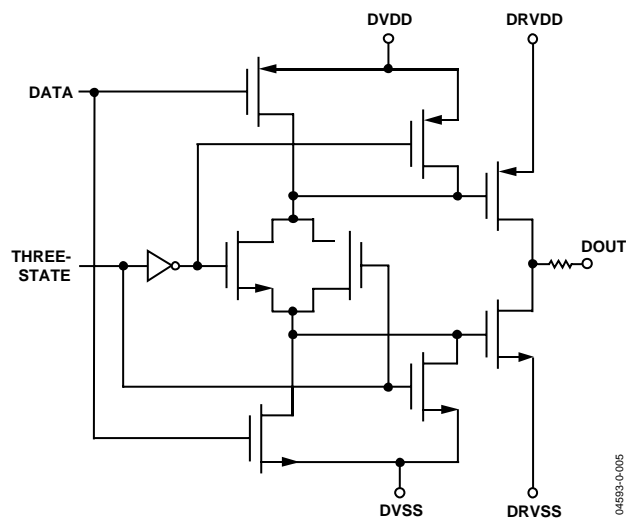 DVDD
DRVDD
DATA
THREE-
STATE
DOUT
DVSS
DRVSS
04593-0-005